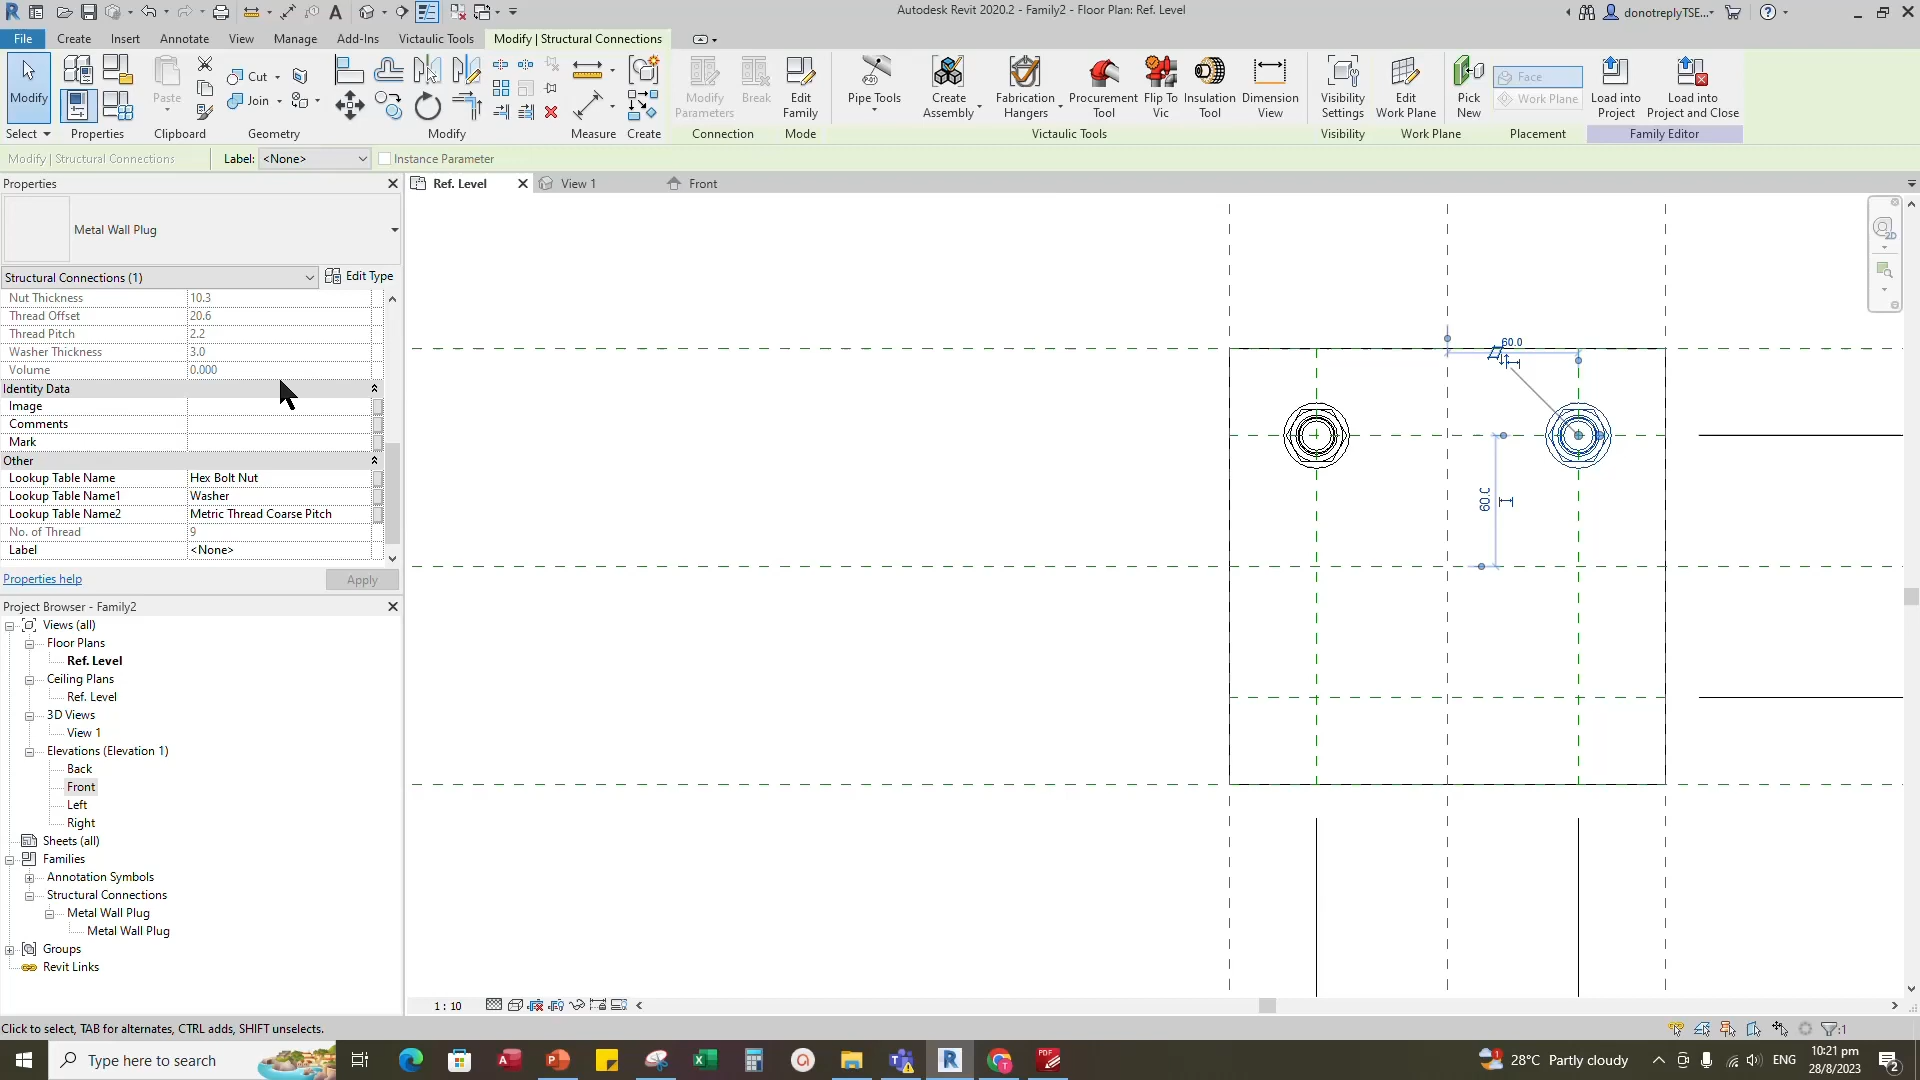 Autodesk Revit 2020.2 - Family2 - Floor Plan: Ref. Level
donotreplyTSE...
File Create Insert Annotate View Manage Add-Ins Victaulic Tools Modify | Structural Connections
Modify
Paste
Cut
Join
Modify Parameters
Break
Edit Family
Pipe Tools
Create Assembly
Fabrication Hangers
Procurement Tool
Flip To Vic
Insulation Tool
Dimension View
Visibility Settings
Edit Work Plane
Pick New
Face
Work Plane
Load into Project
Load into Project and Close
Select Properties Clipboard Geometry Modify Measure Create Connection Mode Victaulic Tools Visibility Work Plane Placement Family Editor
Modify | Structural Connections Label: <None> Instance Parameter
Properties
Ref. Level View 1 Front
Metal Wall Plug
Structural Connections (1) Edit Type
Nut Thickness 10.3
Thread Offset 20.6
Thread Pitch 2.2
Washer Thickness 3.0
Volume 0.000
Identity Data
Image
Comments
Mark
Other
Lookup Table Name Hex Bolt Nut
Lookup Table Name1 Washer
Lookup Table Name2 Metric Thread Coarse Pitch
No. of Thread 9
Label <None>
Properties help Apply
Project Browser - Family2
Views (all)
Floor Plans
Ref. Level
Ceiling Plans
Ref. Level
3D Views
View 1
Elevations (Elevation 1)
Back
Front
Left
Right
Sheets (all)
Families
Annotation Symbols
Structural Connections
Metal Wall Plug
Metal Wall Plug
Groups
Revit Links
60.0
60.0
2D
1 : 10
Click to select, TAB for alternates, CTRL adds, SHIFT unselects.
:1
Type here to search
28°C Partly cloudy
ENG
10:21 pm
28/8/2023
2